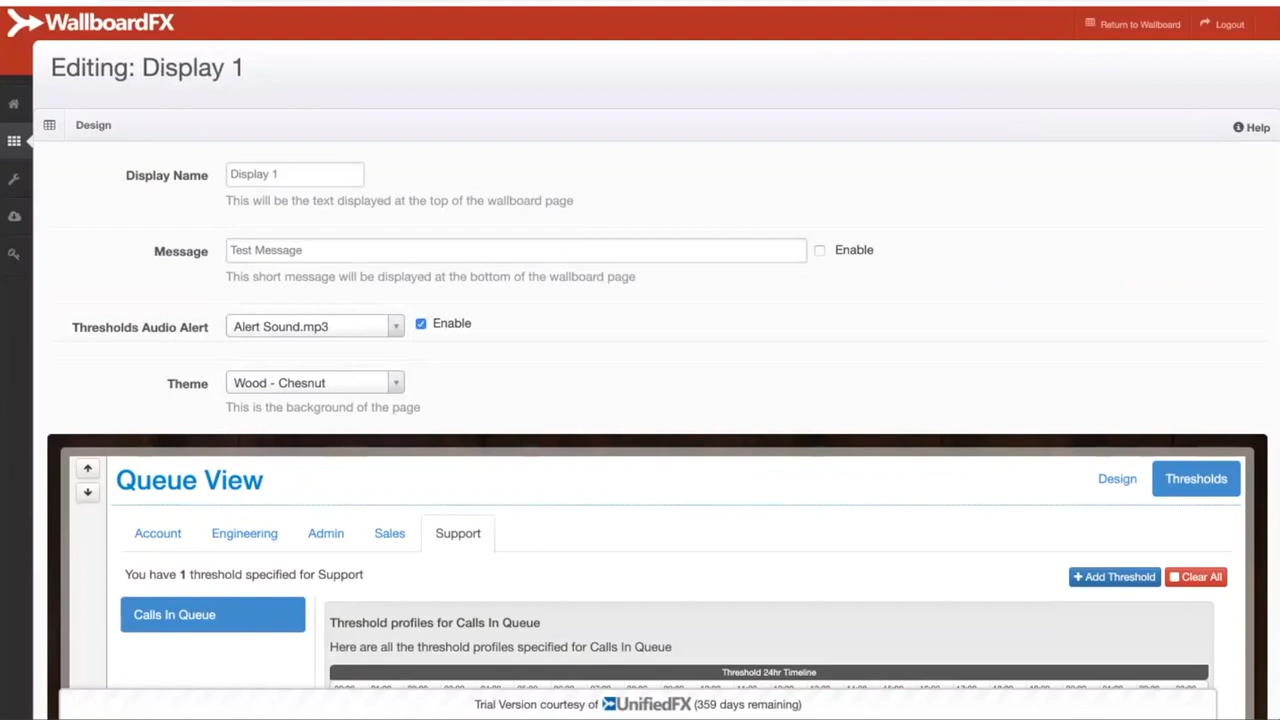 WallboardFX
Return to Wallboard
Logout
Editing: Display 1
Design
Help
Display Name
Display 1
This will be the text displayed at the top of the wallboard page
Message
Test Message
Enable
This short message will be displayed at the bottom of the wallboard page
Thresholds Audio Alert
Alert Sound.mp3
Enable
Theme
Wood - Chesnut
This is the background of the page
Queue View
Design
Thresholds
Account
Engineering
Admin
Sales
Support
You have 1 threshold specified for Support
Add Threshold
Clear All
Calls In Queue
Threshold profiles for Calls In Queue
Here are all the threshold profiles specified for Calls In Queue
Threshold 24hr Timeline
Trial Version courtesy of UnifiedFX (359 days remaining)